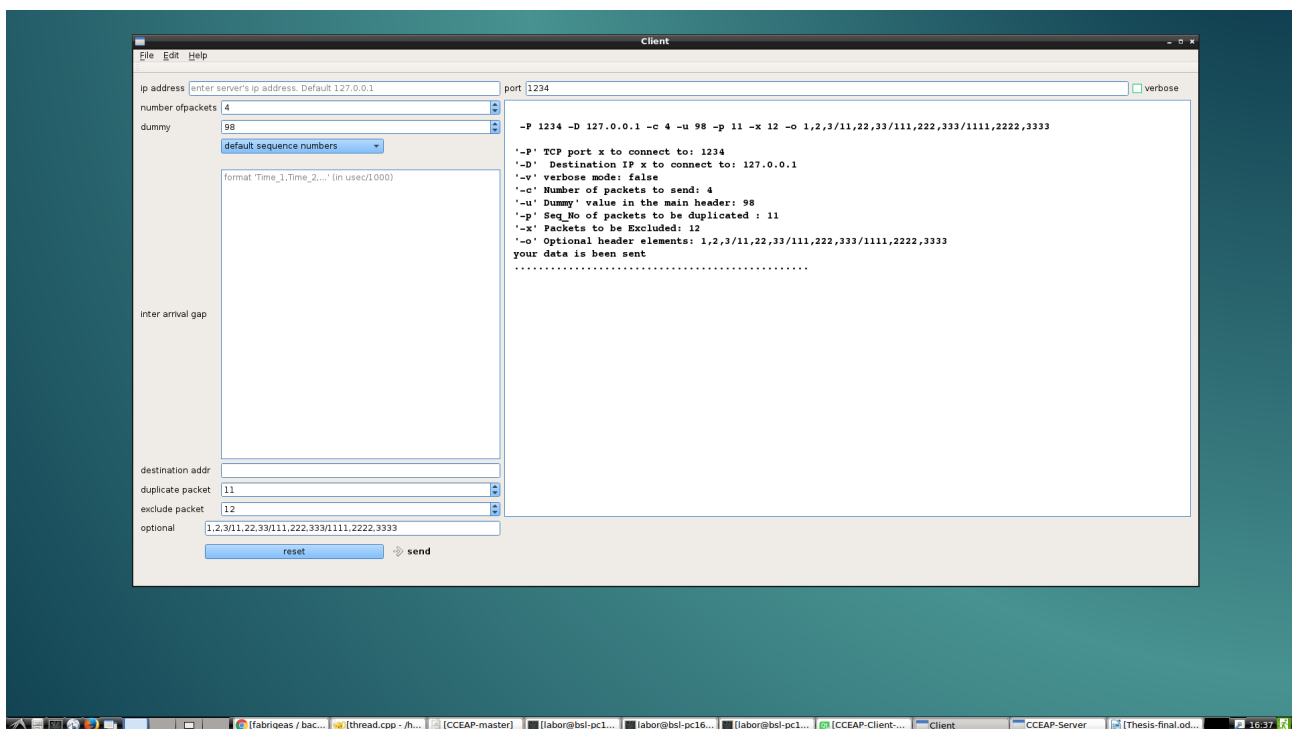 Client
File Edit Help
ip address enter server's ip address. Default 127.0.0.1 port 1234 verbose
number ofpackets 4
dummy 98
default sequence numbers
format 'Time_1,Time_2,...' (in usec/1000)
inter arrival gap
destination addr
duplicate packet 11
exclude packet 12
optional 1,2,3/11,22,33/111,222,333/1111,2222,3333
reset send
-P 1234 -D 127.0.0.1 -c 4 -u 98 -p 11 -x 12 -o 1,2,3/11,22,33/111,222,333/1111,2222,3333
'-P' TCP port x to connect to: 1234
'-D' Destination IP x to connect to: 127.0.0.1
'-v' verbose mode: false
'-c' Number of packets to send: 4
'-u' Dummy' value in the main header: 98
'-p' Seq_No of packets to be duplicated : 11
'-x' Packets to be Excluded: 12
'-o' Optional header elements: 1,2,3/11,22,33/111,222,333/1111,2222,3333
your data is been sent
.................................................
[fabrigeas / bac... [thread.cpp - /h... [CCEAP-master] [labor@bsl-pc1... labor@bsl-pc16... [labor@bsl-pc1... [CCEAP-Client-... Client CCEAP-Server [Thesis-final.od... 16:37